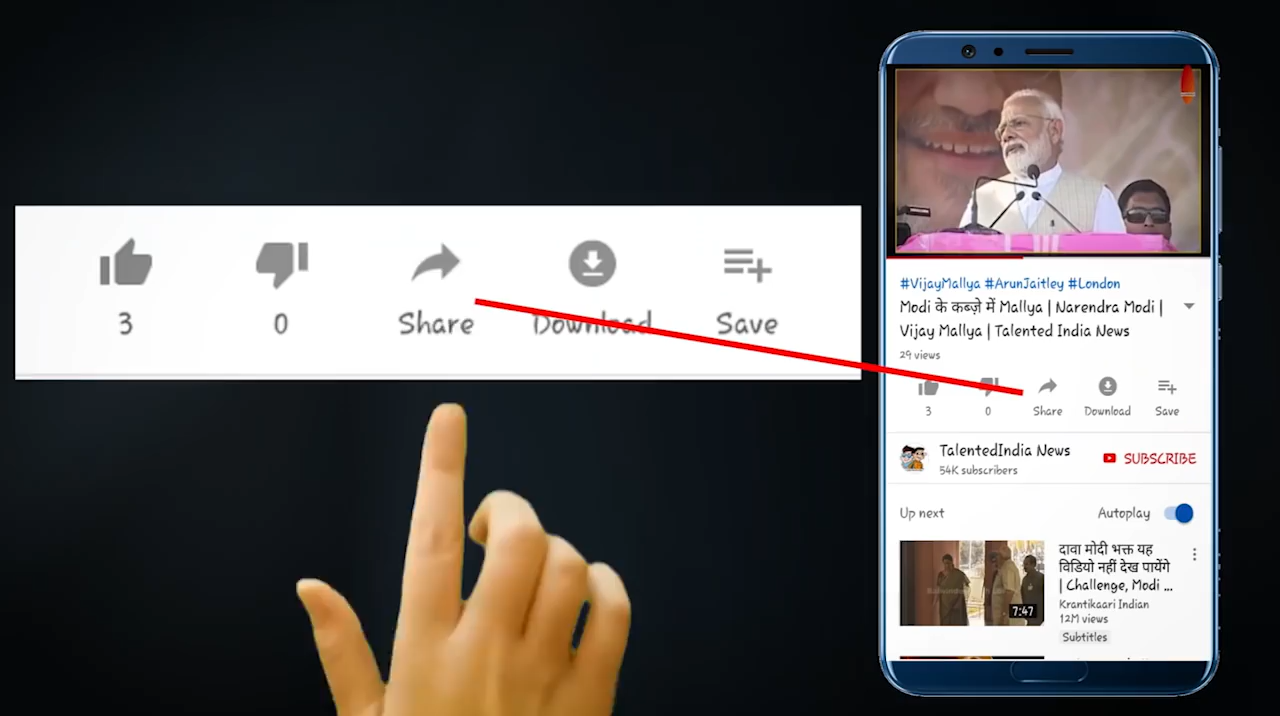 3
0
Share
Download
Save
#VijayMallya #ArunJaitley #London
Modi के कब्ज़े में Mallya | Narendra Modi |
Vijay Mallya | Talented India News
29 views
3
0
Share
Download
Save
TalentedIndia News
54K subscribers
SUBSCRIBE
Up next
Autoplay
दावा मोदी भक्त यह
विडियो नहीं देख पायेंगे
| Challenge, Modi ...
Krantikaari Indian
12M views
Subtitles
7:47